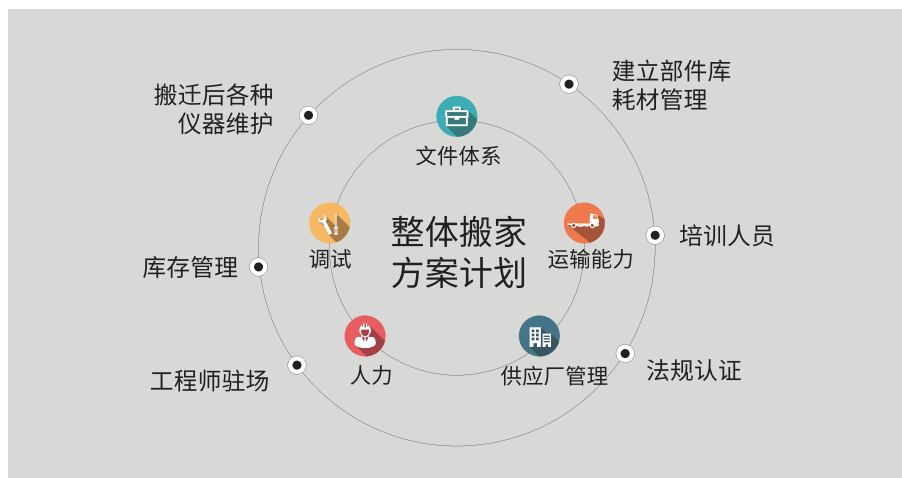 建立部件库
耗材管理
搬迁后各种
仪器维护
文件体系
整体搬家
方案计划
培训人员
调试
运输能力
库存管理
法规认证
工程师驻场
人力
供应厂管理